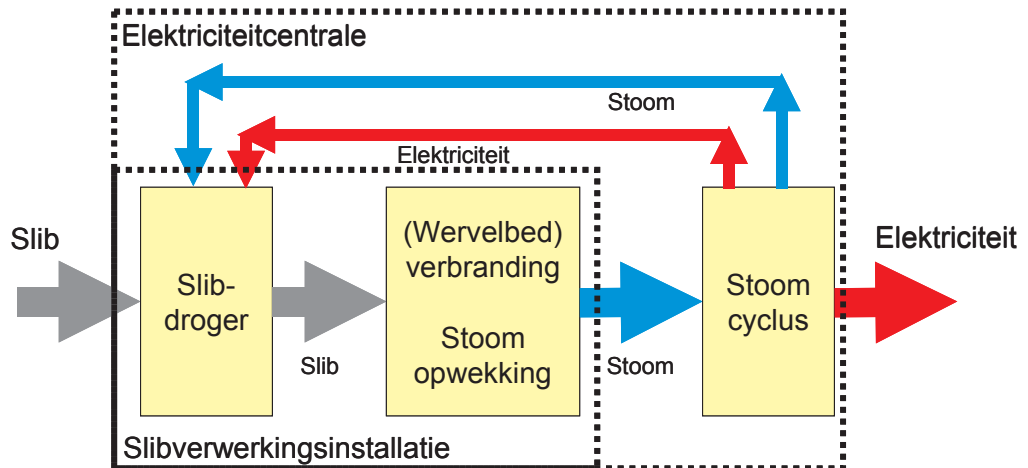 Elektriciteitcentrale
Stoom
Elektriciteit
Slib
Slib-
droger
Slib
(Wervelbed)
verbranding
Stoom
opwekking
Stoom
Stoom
cyclus
Elektriciteit
Slibverwerkingsinstallatie